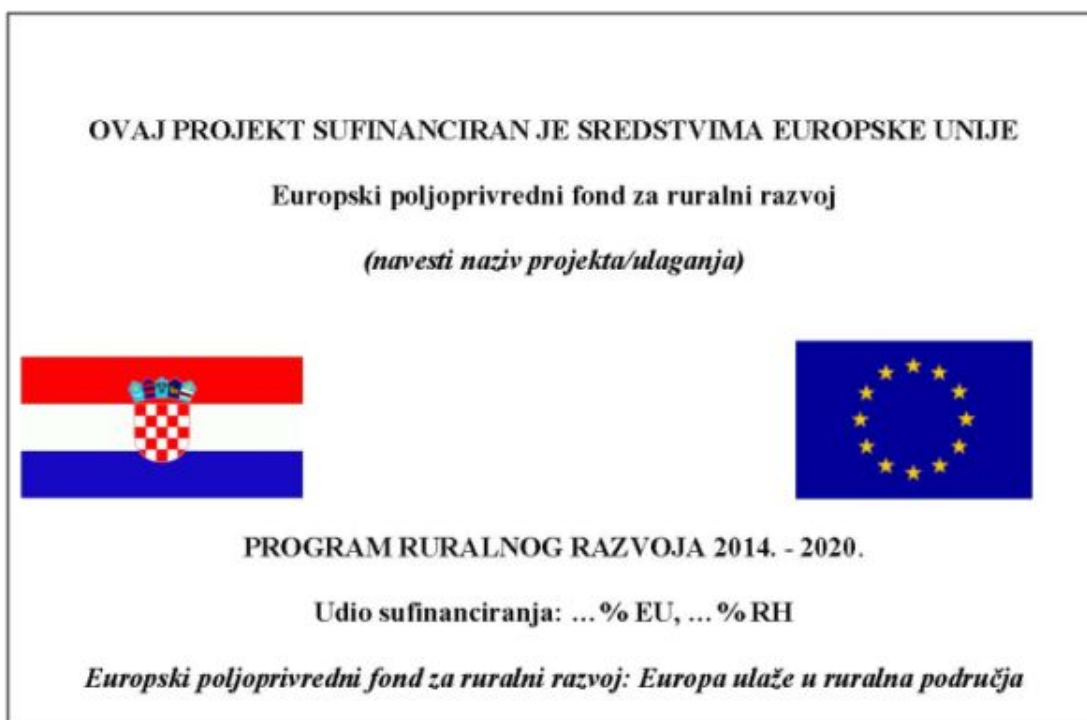 OVAJ PROJEKT SUFINANCIRAN JE SREDSTVIMA EUROPSKE UNIJE
Europski poljoprivredni fond za ruralni razvoj
(navesti naziv projekta/ulaganja)
PROGRAM RURALNOG RAZVOJA 2014. - 2020.
Udio sufinanciranja: ...% EU, ...% RH
Europski poljoprivredni fond za ruralni razvoj: Europa ulaže u ruralna područja